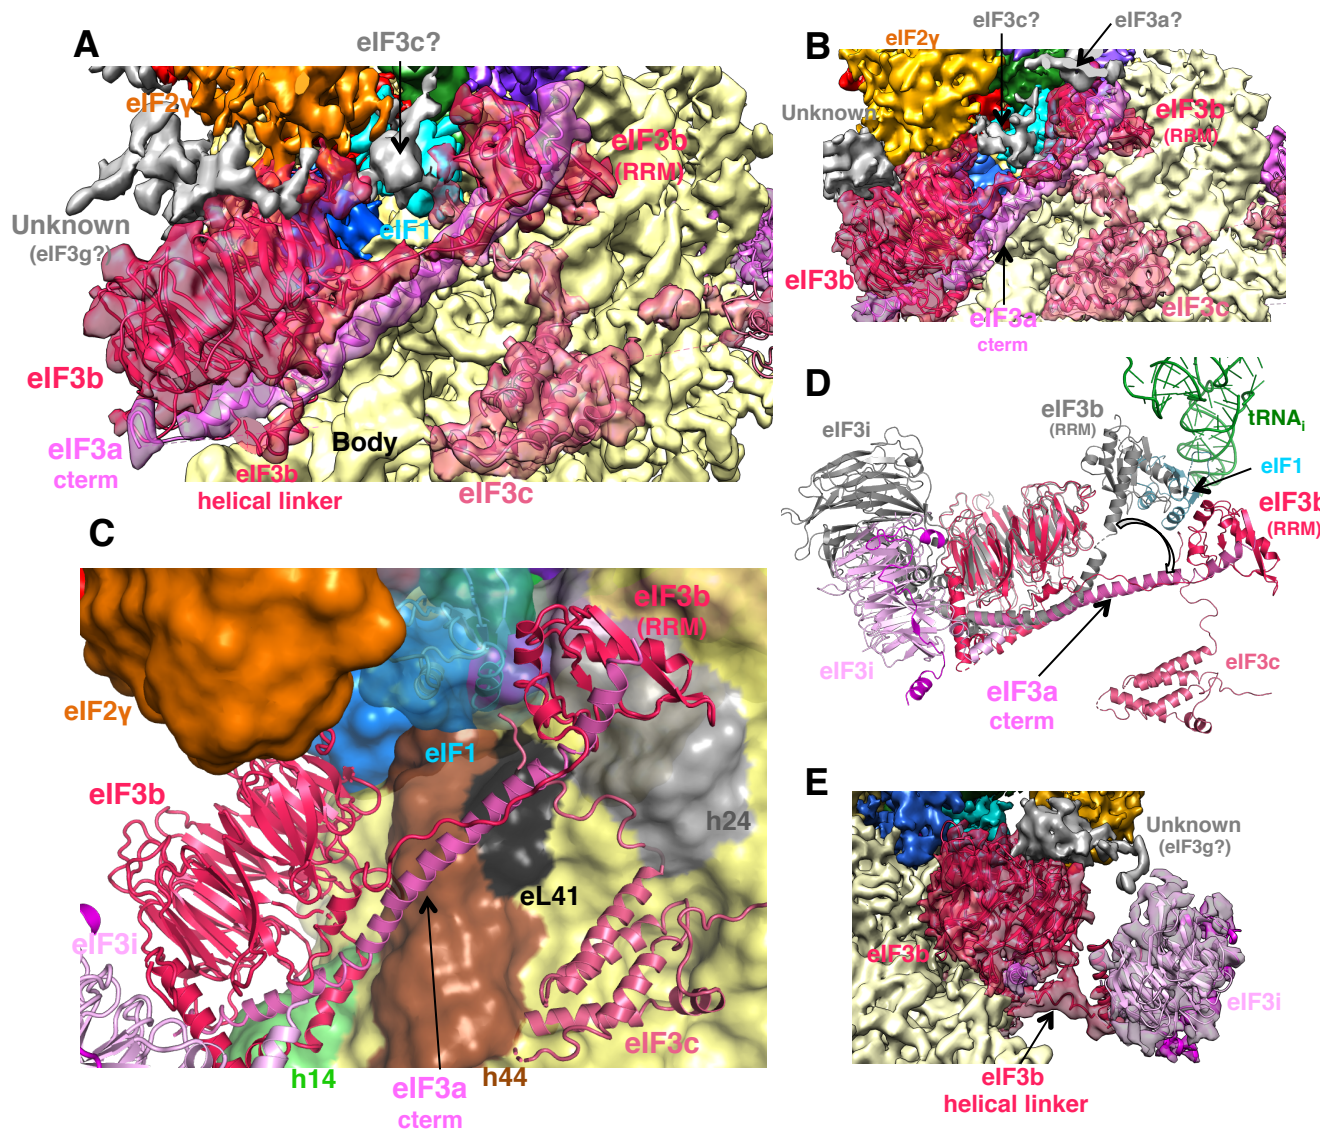 A
eIF3c?
eIF2γ
eIF3b
(RRM)
Unknown
(eIF3g?)
eIF1
eIF3b
Body
eIF3a
cterm
eIF3b
helical linker
eIF3c
B
eIF3c?
eIF3a?
eIF2γ
Unknown
eIF3b
(RRM)
eIF3b
eIF3a
cterm
eIF3c
C
eIF3b
(RRM)
eIF2γ
eIF1
eIF3b
h24
eL41
eIF3i
eIF3c
h14
eIF3a
cterm
h44
D
eIF3b
(RRM)
eIF3i
tRNAi
eIF1
eIF3b
(RRM)
eIF3i
eIF3a
cterm
eIF3c
E
Unknown
(eIF3g?)
eIF3b
eIF3i
eIF3b
helical linker